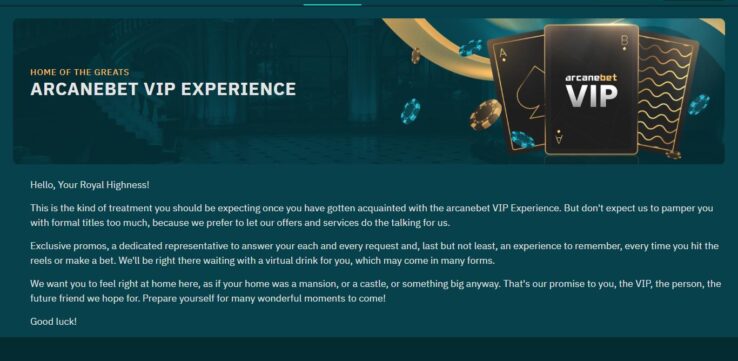 HOME OF THE GREATS
ARCANEBET VIP EXPERIENCE
A
B
arcanebet
VIP
A
Hello, Your Royal Highness!
This is the kind of treatment you should be expecting once you have gotten acquainted with the arcanebet VIP Experience. But don't expect us to pamper you
with formal titles too much, because we prefer to let our offers and services do the talking for us.
Exclusive promos, a dedicated representative to answer your each and every request and, last but not least, an experience to remember, every time you hit the
reels or make a bet. We'll be right there waiting with a virtual drink for you, which may come in many forms.
We want you to feel right at home here, as if your home was a mansion, or a castle, or something big anyway. That's our promise to you, the VIP, the person, the
future friend we hope for. Prepare yourself for many wonderful moments to come!
Good luck!